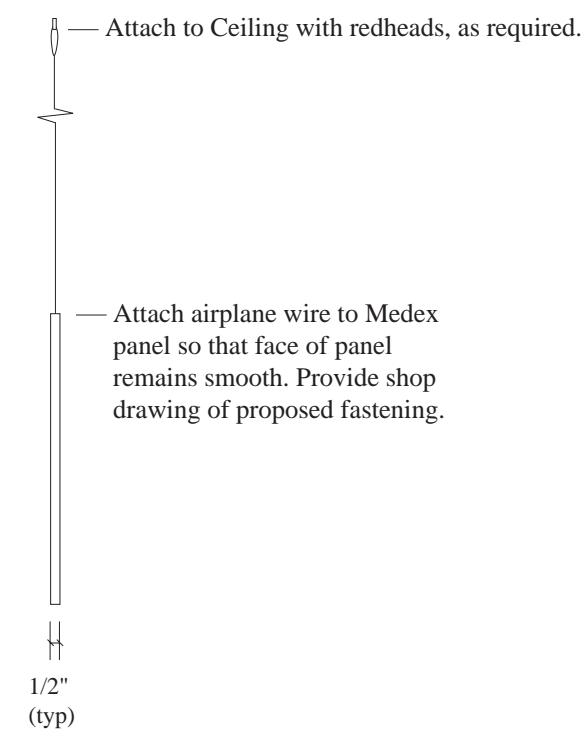 Attach to Ceiling with redheads, as required.
Attach airplane wire to Medex
panel so that face of panel
remains smooth. Provide shop
drawing of proposed fastening.
1/2"
(typ)